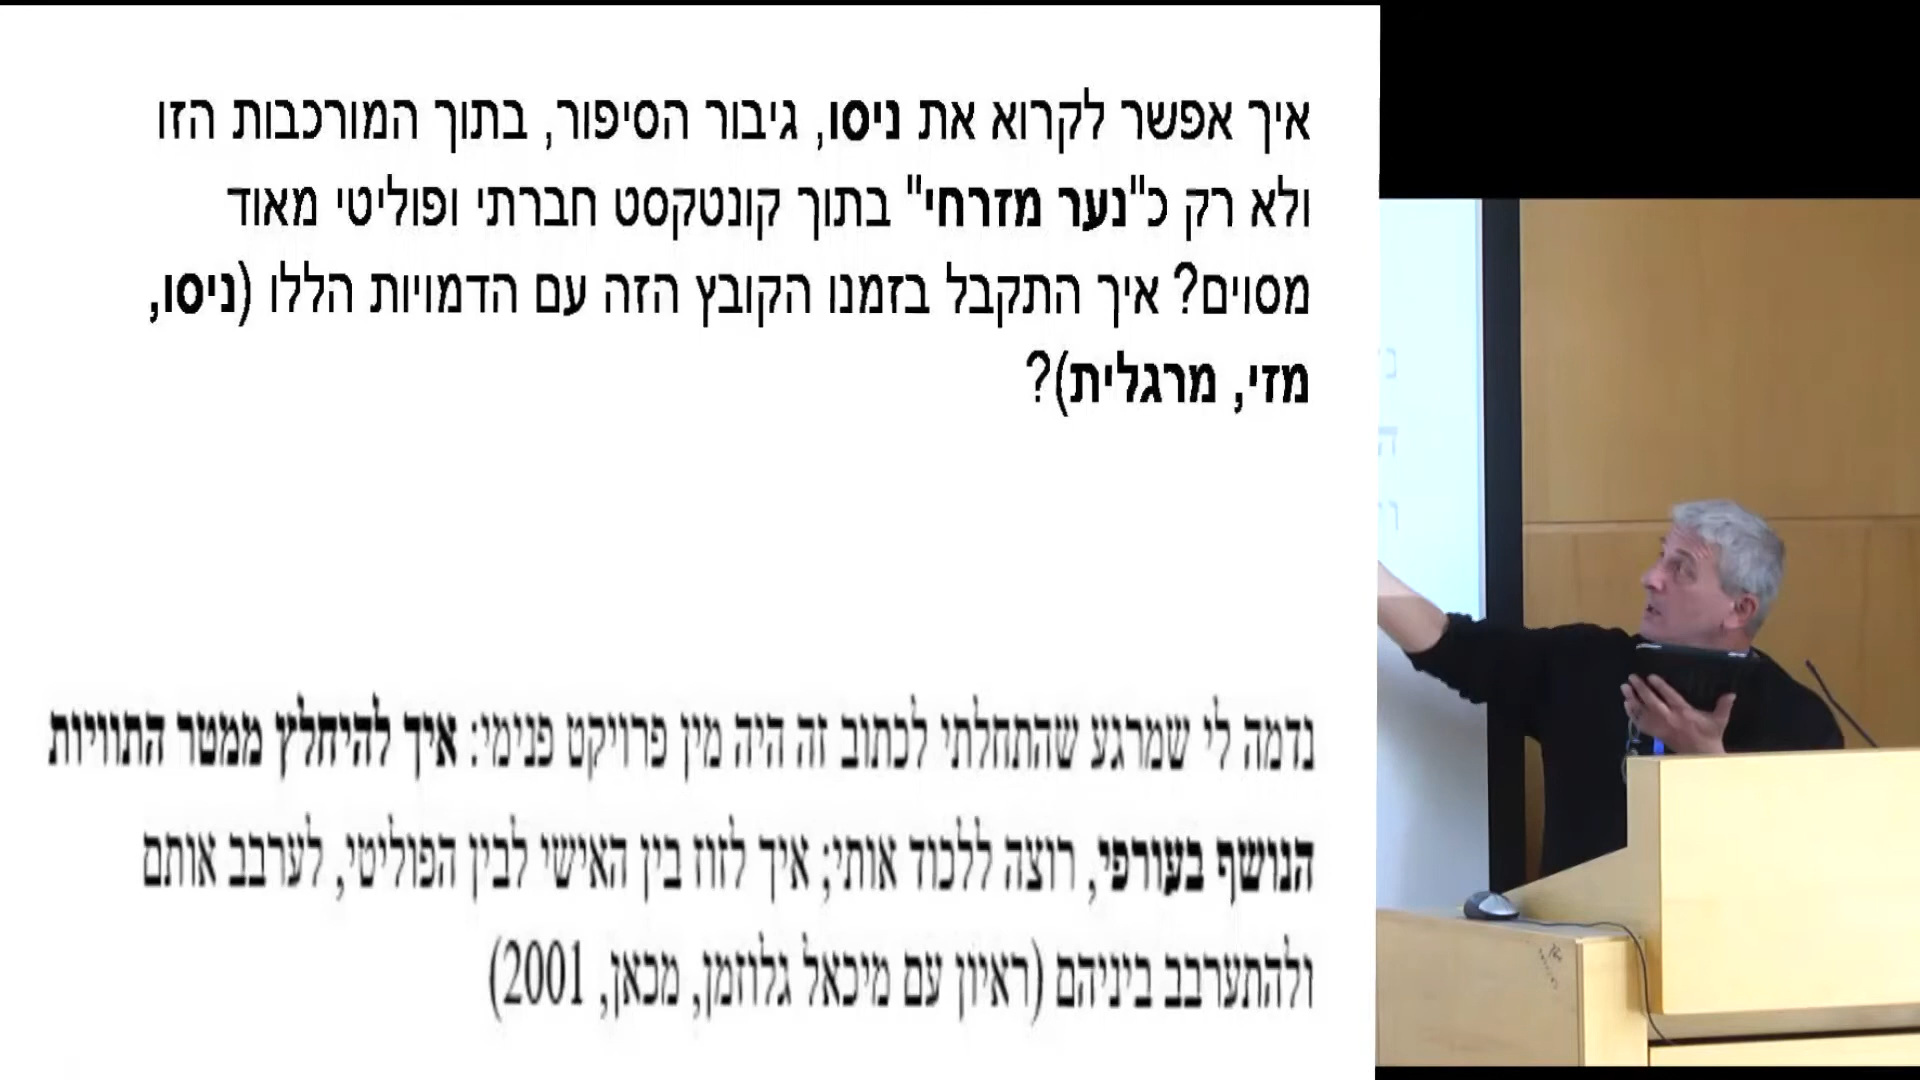 איך אפשר לקרוא את ניסו, גיבור הסיפור, בתוך המורכבות הזו
ולא רק כ"נער מזרחי" בתוך קונטקסט חברתי ופוליטי מאוד
מסוים? איך התקבל בזמנו הקובץ הזה עם הדמויות הללו (ניסו,
מזי, מרגלית)?
נדמה לי שמרגע שהתחלתי לכתוב זה היה מין פרויקט פנימי: איך להיחלץ ממטר התוויות
הנושף בעורפי, רוצה ללכוד אותי; איך לזוז בין האישי לבין הפוליטי, לערבב אותם
ולהתערבב ביניהם (ראיון עם מיכאל גלוזמן, מכאן, 2001)